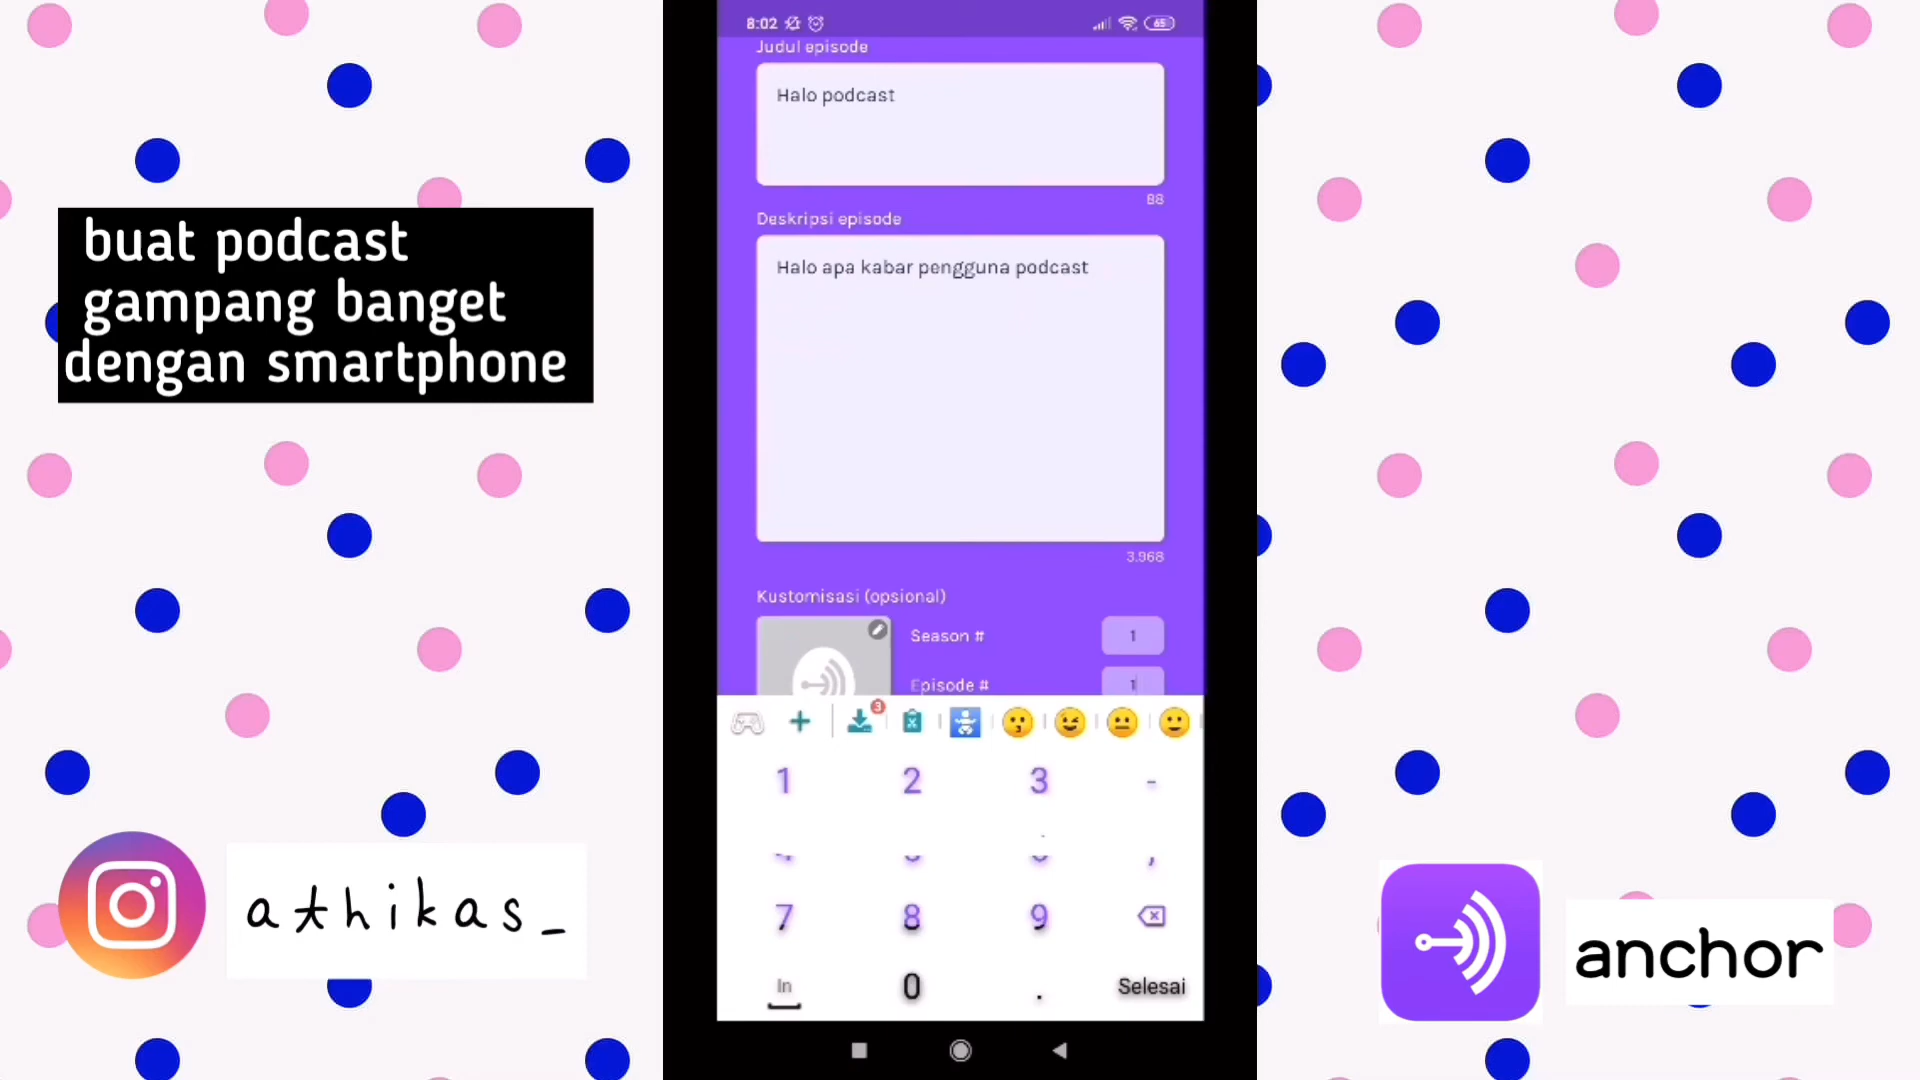 buat podcast
gampang banget
dengan smartphone
athikas_
8:02
65
Judul episode
Halo podcast
88
Deskripsi episode
Halo apa kabar pengguna podcast
3.968
Kustomisasi (opsional)
Season # 1
Episode # 1
3
1 2 3 -
,
7 8 9
In 0 . Selesai
anchor